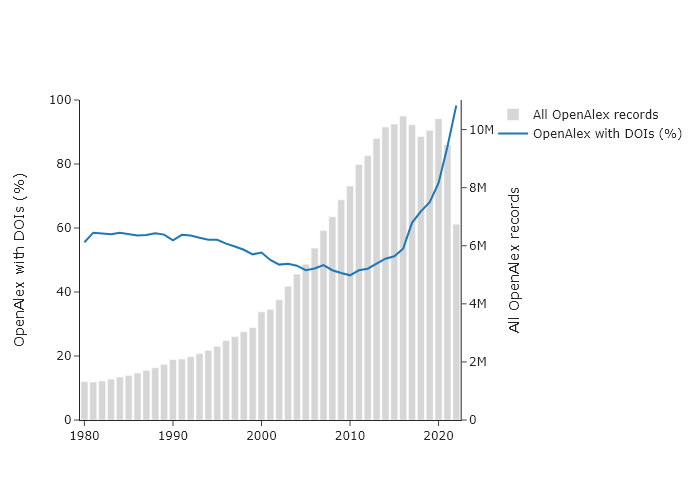 100
80
60
40
20
0
OpenAlex with DOIs (%)
1980
1990
2000
2010
2020
10M
8M
6M
4M
2M
0
All OpenAlex records
All OpenAlex records
OpenAlex with DOIs (%)